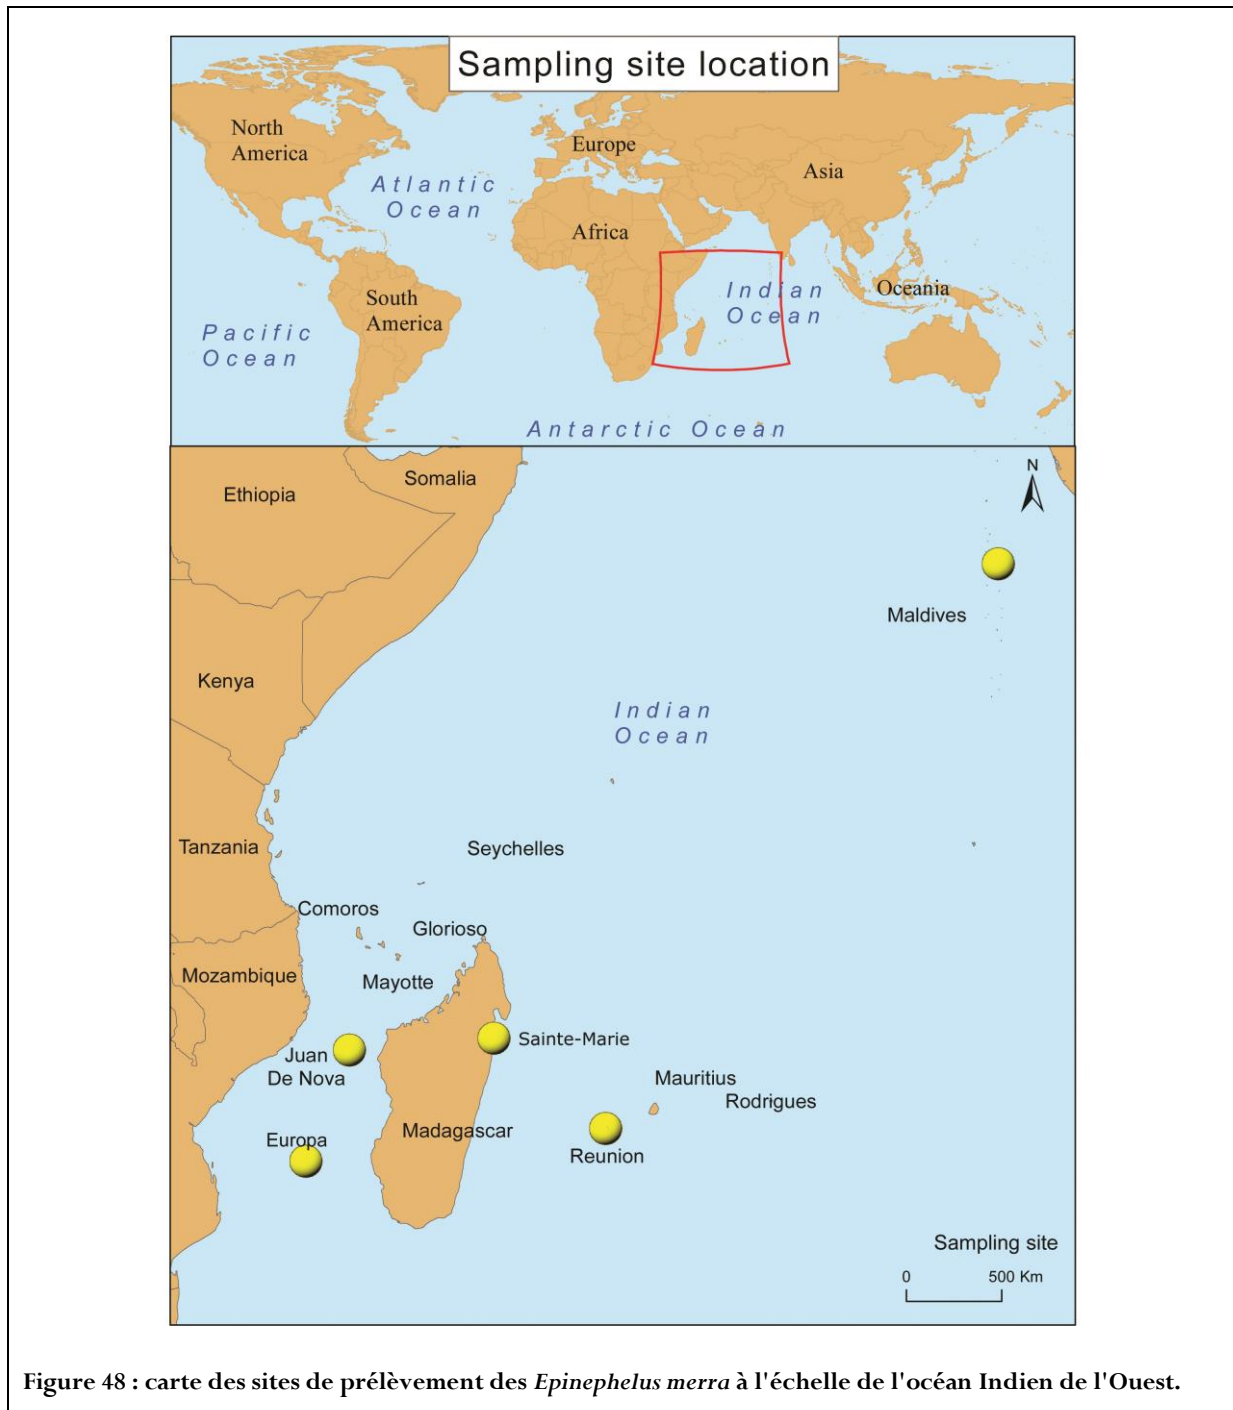 Sampling site location
North
America
Europe
Asia
Atlantic
Ocean
Africa
Indian
Ocean
Oceania
South
America
Pacific
Ocean
Antarctic Ocean
N
Somalia
Ethiopia
Maldives
Kenya
Indian
Ocean
Tanzania
Seychelles
Comoros
Glorioso
Mozambique
Mayotte
Sainte-Marie
Juan
De Nova
Mauritius
Rodrigues
Madagascar
Europa
Reunion
Sampling site
0 500 Km
Figure 48 : carte des sites de prélèvement des Epinephelus merra à l'échelle de l'océan Indien de l'Ouest.